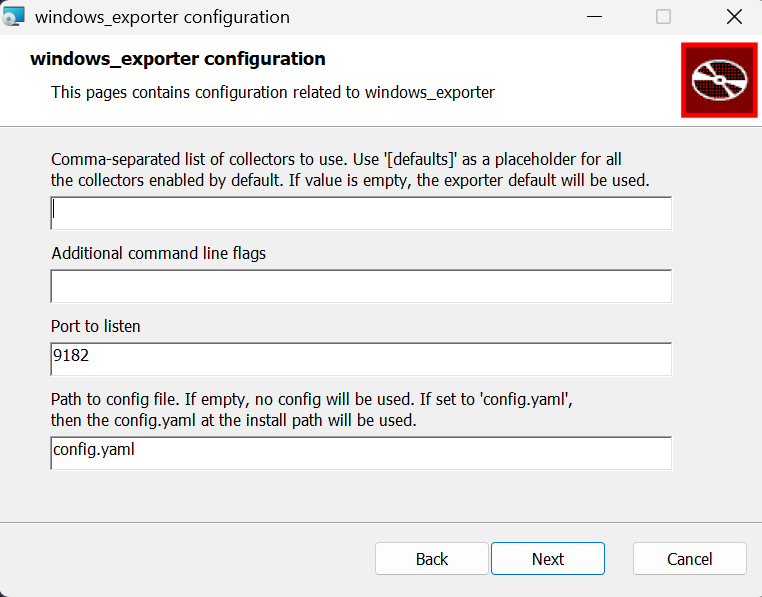 windows_exporter configuration
windows_exporter configuration
This pages contains configuration related to windows_exporter
Comma-separated list of collectors to use. Use '[defaults]' as a placeholder for all
the collectors enabled by default. If value is empty, the exporter default will be used.
Additional command line flags
Port to listen
9182
Path to config file. If empty, no config will be used. If set to 'config.yaml',
then the config.yaml at the install path will be used.
config.yaml
Back
Next
Cancel